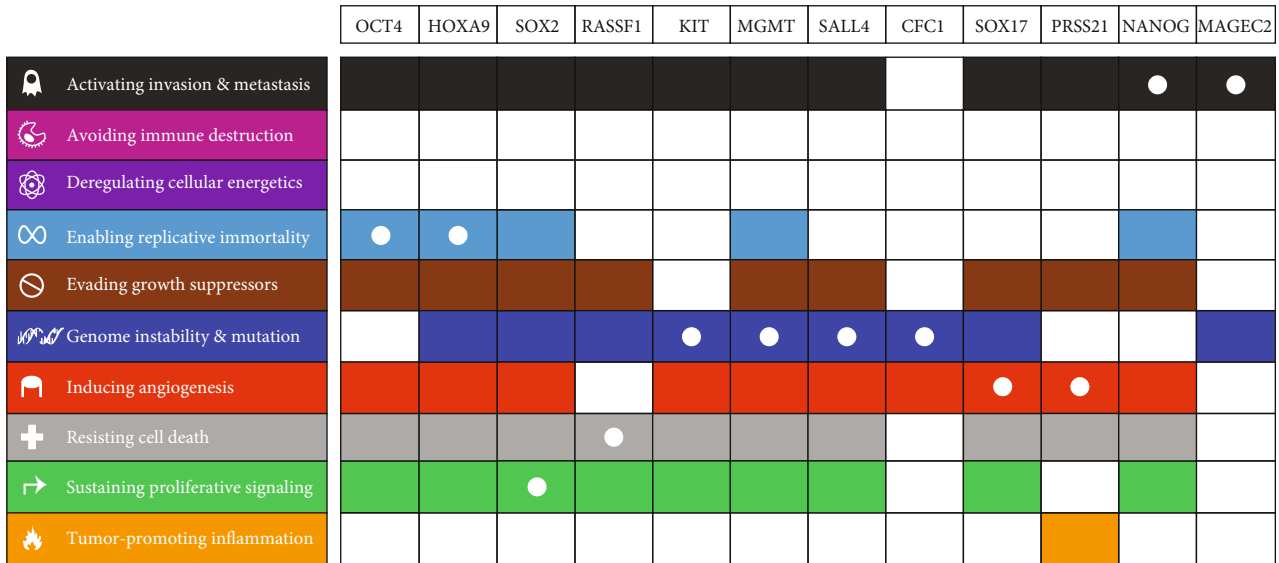 OCT4 HOXA9 SOX2 RASSF1 KIT MGMT SALL4 CFC1 SOX17 PRSS21 NANOG MAGEC2
Activating invasion & metastasis
Avoiding immune destruction
Deregulating cellular energetics
Enabling replicative immortality
Evading growth suppressors
Genome instability & mutation
Inducing angiogenesis
Resisting cell death
Sustaining proliferative signaling
Tumor-promoting inflammation